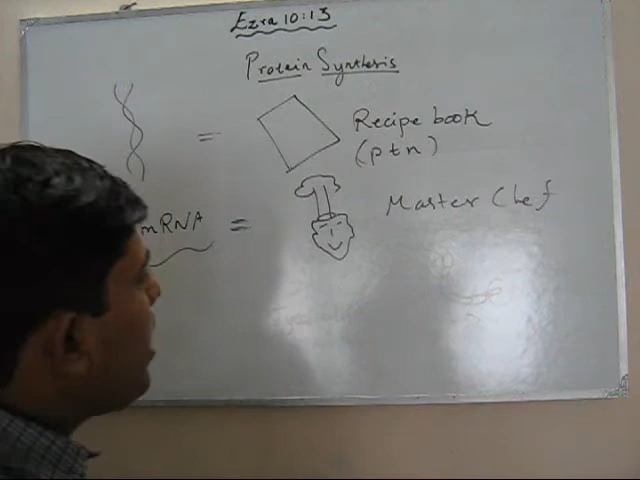 Ezra 10:13
Protein Synthesis
= Recipe book
(ptn)
mRNA = Master Chef